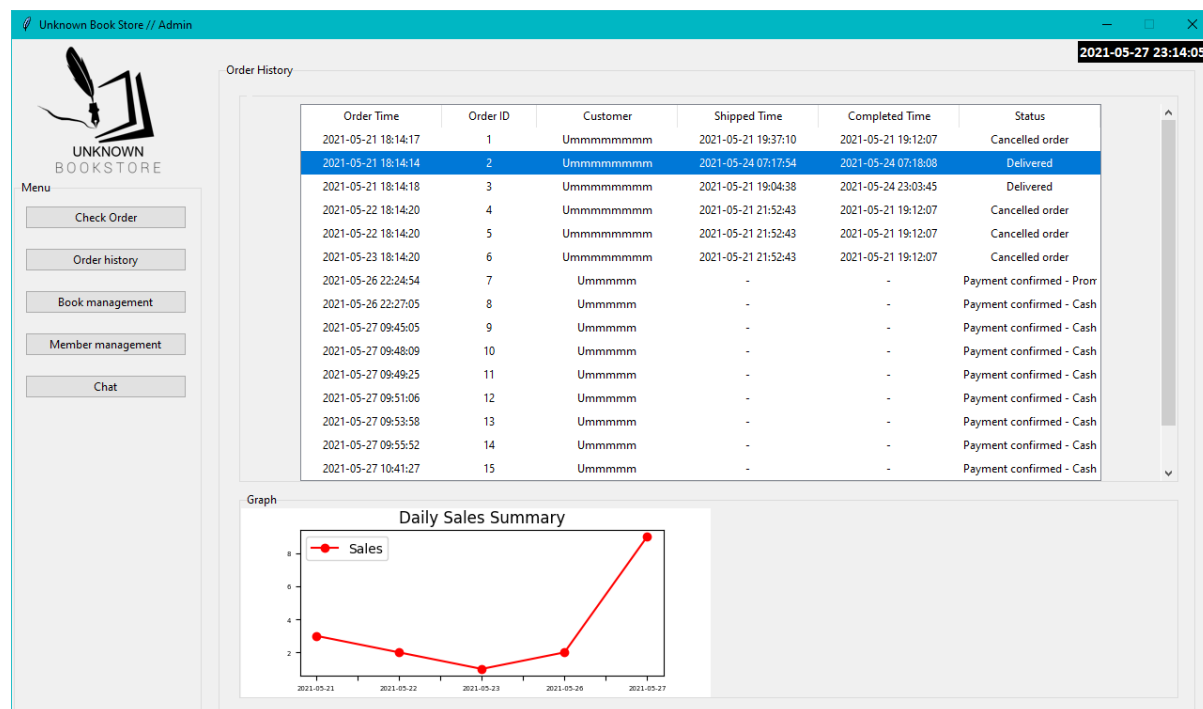 Unknown Book Store // Admin
2021-05-27 23:14:05
UNKNOWN
BOOKSTORE
Menu
Check Order
Order history
Book management
Member management
Chat
Order History
Order Time Order ID Customer Shipped Time Completed Time Status
2021-05-21 18:14:17 1 Ummmmmmmm 2021-05-21 19:37:10 2021-05-21 19:12:07 Cancelled order
2021-05-21 18:14:14 2 Ummmmmmmm 2021-05-24 07:17:54 2021-05-24 07:18:08 Delivered
2021-05-21 18:14:18 3 Ummmmmmmm 2021-05-21 19:04:38 2021-05-24 23:03:45 Delivered
2021-05-22 18:14:20 4 Ummmmmmmm 2021-05-21 21:52:43 2021-05-21 19:12:07 Cancelled order
2021-05-22 18:14:20 5 Ummmmmmmm 2021-05-21 21:52:43 2021-05-21 19:12:07 Cancelled order
2021-05-23 18:14:20 6 Ummmmmmmm 2021-05-21 21:52:43 2021-05-21 19:12:07 Cancelled order
2021-05-26 22:24:54 7 Ummmmm - - Payment confirmed - Prom
2021-05-26 22:27:05 8 Ummmmm - - Payment confirmed - Cash
2021-05-27 09:45:05 9 Ummmmm - - Payment confirmed - Cash
2021-05-27 09:48:09 10 Ummmmm - - Payment confirmed - Cash
2021-05-27 09:49:25 11 Ummmmm - - Payment confirmed - Cash
2021-05-27 09:51:06 12 Ummmmm - - Payment confirmed - Cash
2021-05-27 09:53:58 13 Ummmmm - - Payment confirmed - Cash
2021-05-27 09:55:52 14 Ummmmm - - Payment confirmed - Cash
2021-05-27 10:41:27 15 Ummmmm - - Payment confirmed - Cash
Graph
Daily Sales Summary
Sales
8
6
4
2
2021-05-21 2021-05-22 2021-05-23 2021-05-26 2021-05-27